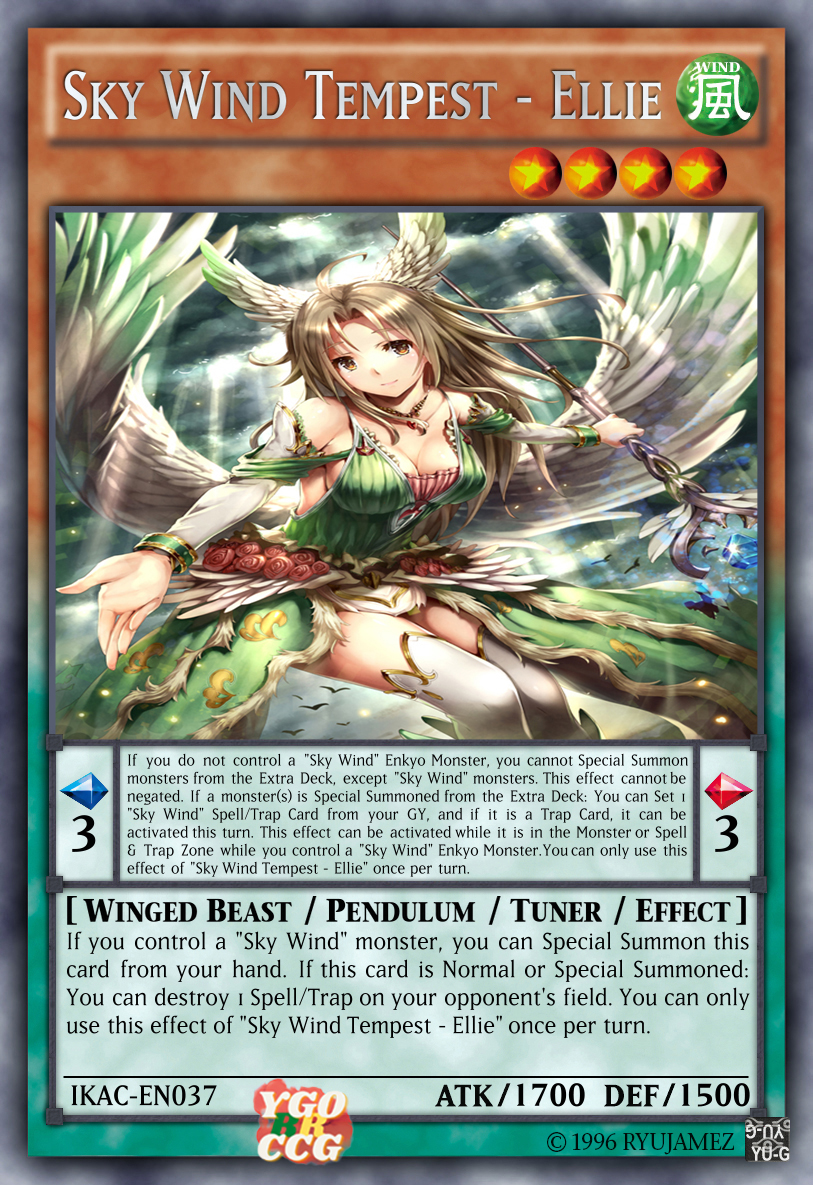 Sky Wind Tempest - Ellie
WIND
風
If you do not control a "Sky Wind" Enkyo Monster, you cannot Special Summon
monsters from the Extra Deck, except "Sky Wind" monsters. This effect cannot be
negated. If a monster(s) is Special Summoned from the Extra Deck: You can Set 1
"Sky Wind" Spell/Trap Card from your GY, and if it is a Trap Card, it can be
activated this turn. This effect can be activated while it is in the Monster or Spell
& Trap Zone while you control a "Sky Wind" Enkyo Monster.You can only use this
effect of "Sky Wind Tempest - Ellie" once per turn.
3
3
[ Winged Beast / Pendulum / Tuner / Effect ]
If you control a "Sky Wind" monster, you can Special Summon this
card from your hand. If this card is Normal or Special Summoned:
You can destroy 1 Spell/Trap on your opponent's field. You can only
use this effect of "Sky Wind Tempest - Ellie" once per turn.
IKAC-EN037
ATK/1700 DEF/1500
YGO
RR
CCG
© 1996 RYUJAMEZ
YU-G
YU-G